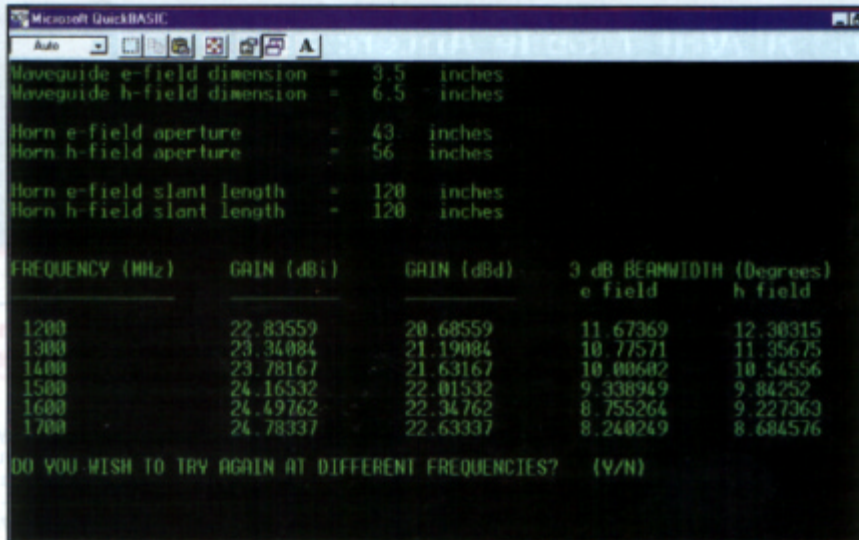 Microsoft QuickBASIC
Auto
A
Waveguide e-field dimension = 3.5 inches
Waveguide h-field dimension = 6.5 inches
Horn e-field aperture = 43 inches
Horn h-field aperture = 56 inches
Horn e-field slant length = 120 inches
Horn h-field slant length = 120 inches
FREQUENCY (MHz) GAIN (dBi) GAIN (dBd) 3 dB BEAMWIDTH (Degrees)
e field h field
1200 22.83559 20.68559 11.67369 12.30315
1300 23.34084 21.19084 10.77571 11.35675
1400 23.78167 21.63167 10.00602 10.54556
1500 24.16532 22.01532 9.338949 9.84252
1600 24.49762 22.34762 8.755264 9.227363
1700 24.78337 22.63337 8.240249 8.684576
DO YOU WISH TO TRY AGAIN AT DIFFERENT FREQUENCIES? (Y/N)